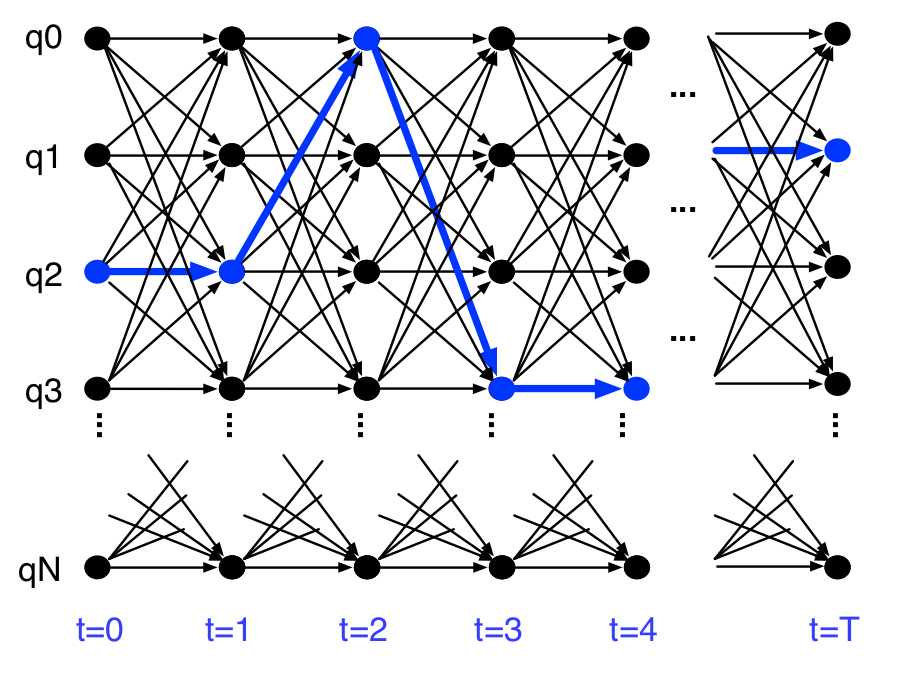 q0
...
q1
...
q2
...
q3
qN
t=0 t=1 t=2 t=3 t=4 t=T